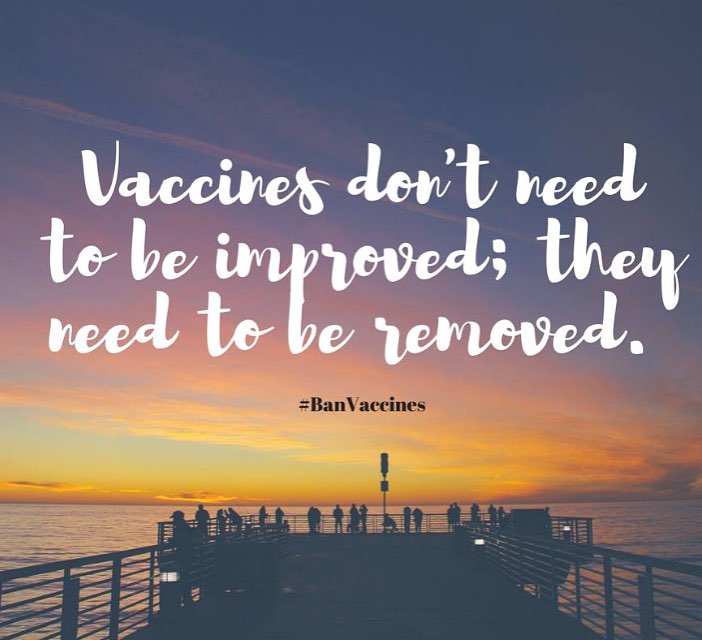 Vaccines don't need
to be improved; they
need to be removed.
#BanVaccines